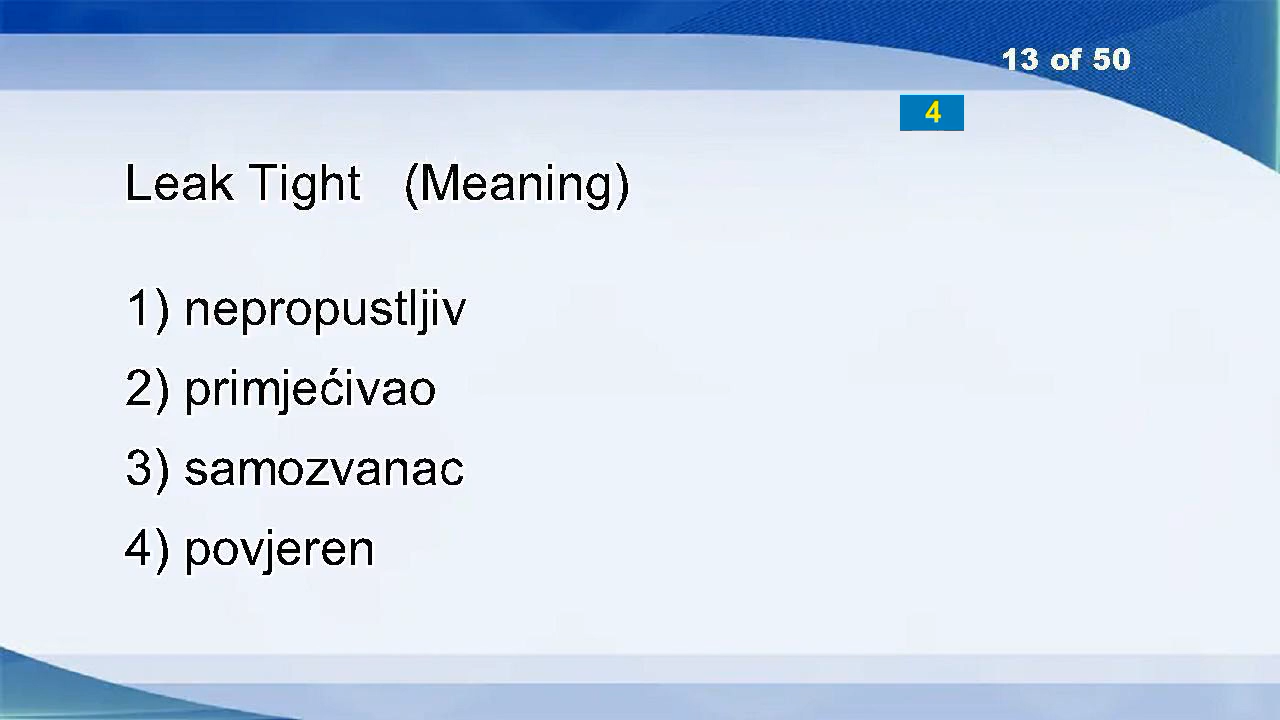 13 of 50
4
Leak Tight (Meaning)
1) nepropustljiv
2) primjećivao
3) samozvanac
4) povjeren